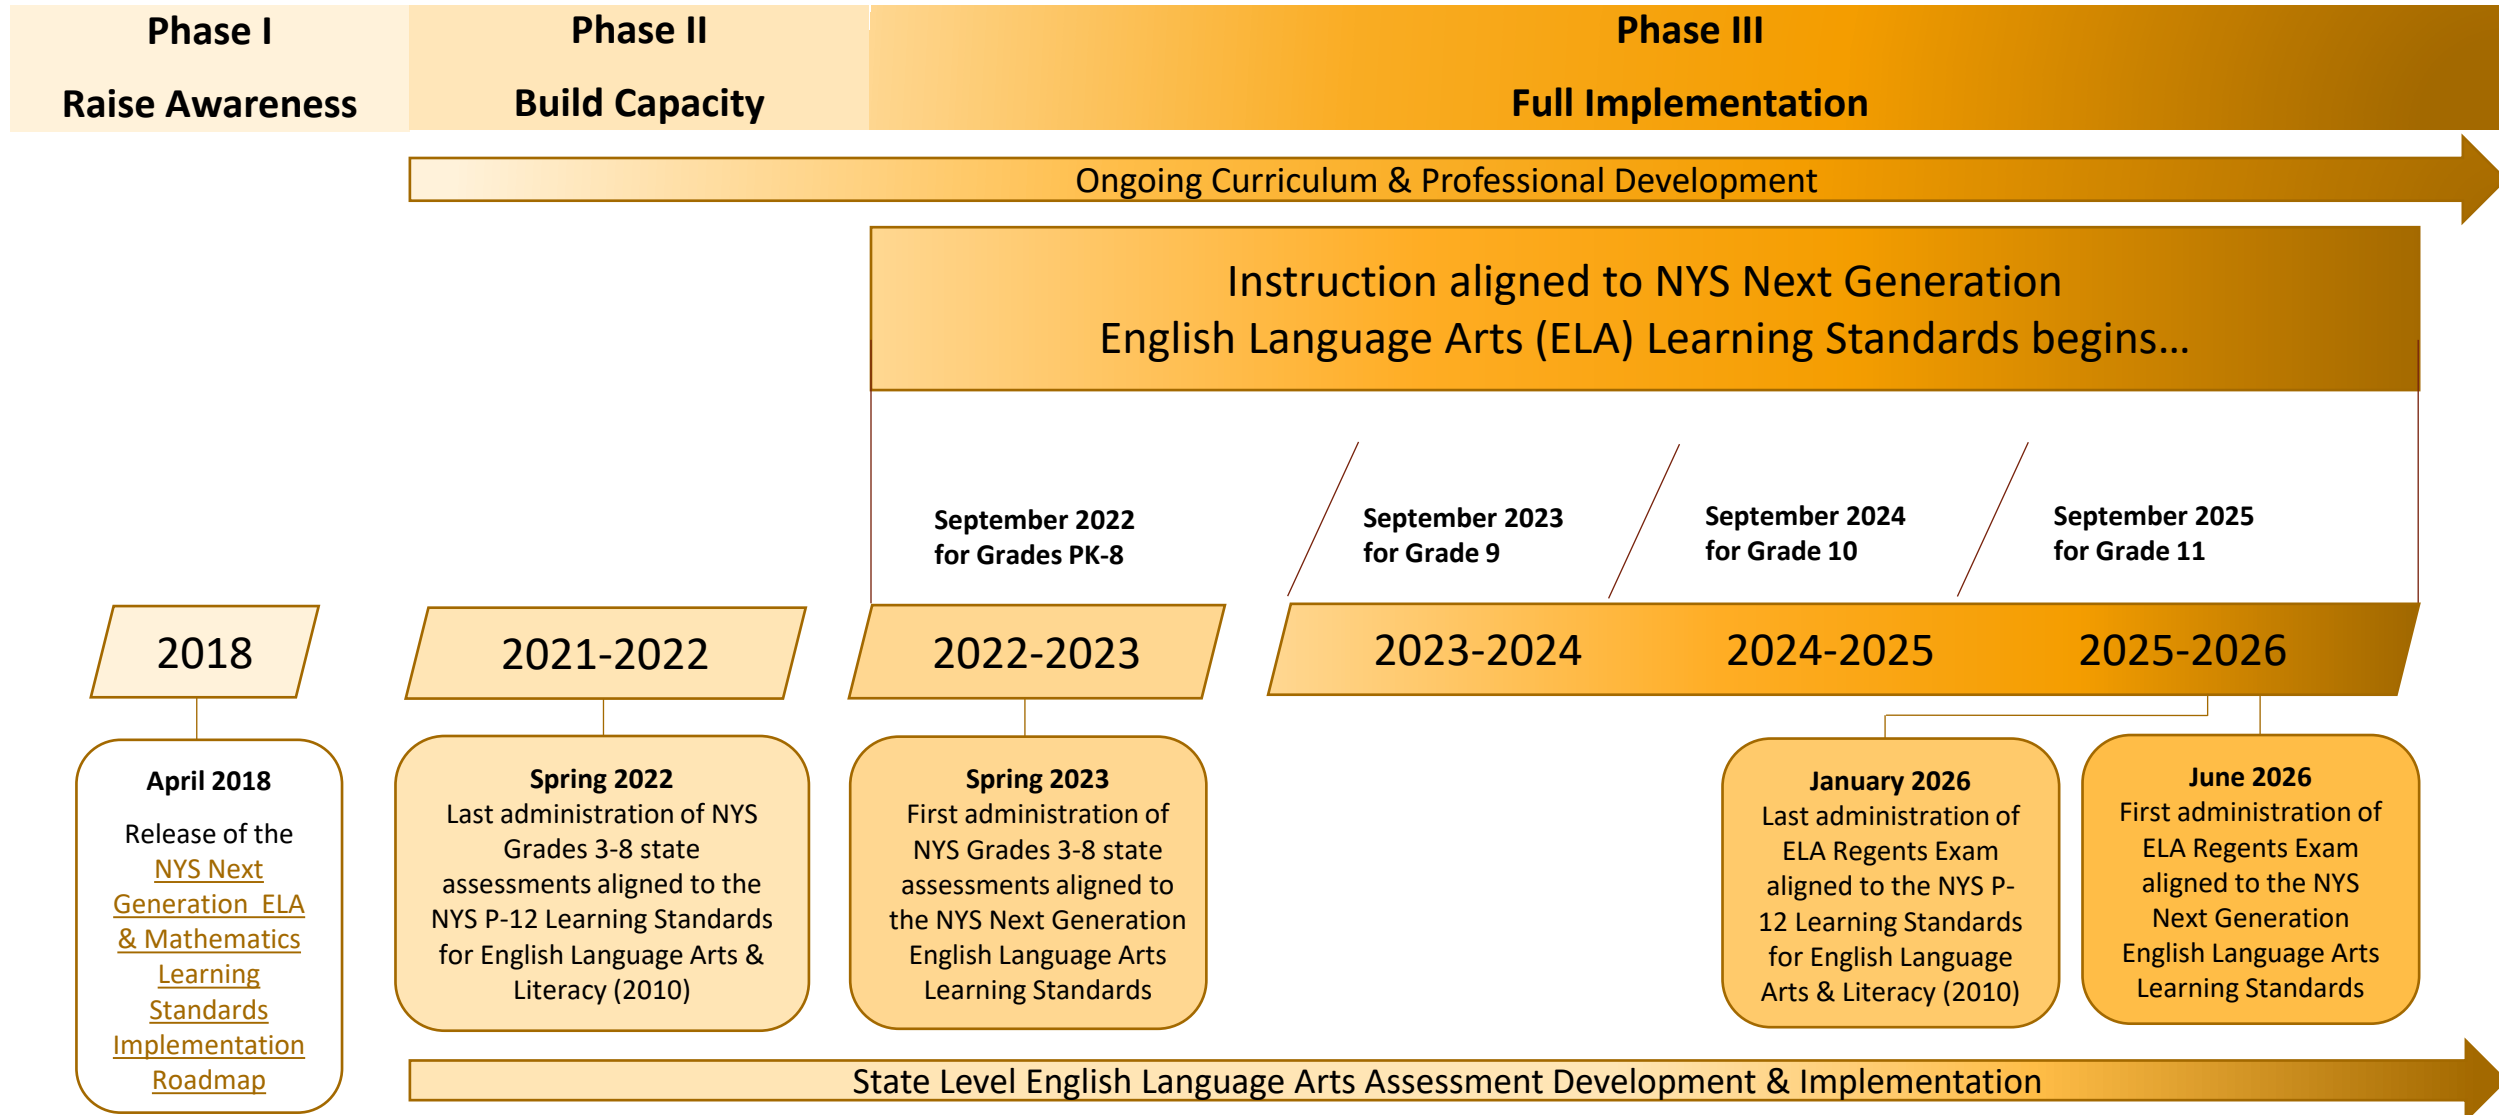 Phase I
Raise Awareness
Phase II
Build Capacity
Phase III
Full Implementation
Ongoing Curriculum & Professional Development
Instruction aligned to NYS Next Generation
English Language Arts (ELA) Learning Standards begins…
September 2022
for Grades PK-8
September 2023
for Grade 9
September 2024
for Grade 10
September 2025
for Grade 11
2018
2021-2022
2022-2023
2023-2024
2024-2025
2025-2026
April 2018
Release of the
NYS Next
Generation ELA
& Mathematics
Learning
Standards
Implementation
Roadmap
Spring 2022
Last administration of NYS
Grades 3-8 state
assessments aligned to the
NYS P-12 Learning Standards
for English Language Arts &
Literacy (2010)
Spring 2023
First administration of
NYS Grades 3-8 state
assessments aligned to
the NYS Next Generation
English Language Arts
Learning Standards
January 2026
Last administration of
ELA Regents Exam
aligned to the NYS P-
12 Learning Standards
for English Language
Arts & Literacy (2010)
June 2026
First administration of
ELA Regents Exam
aligned to the NYS
Next Generation
English Language Arts
Learning Standards
State Level English Language Arts Assessment Development & Implementation